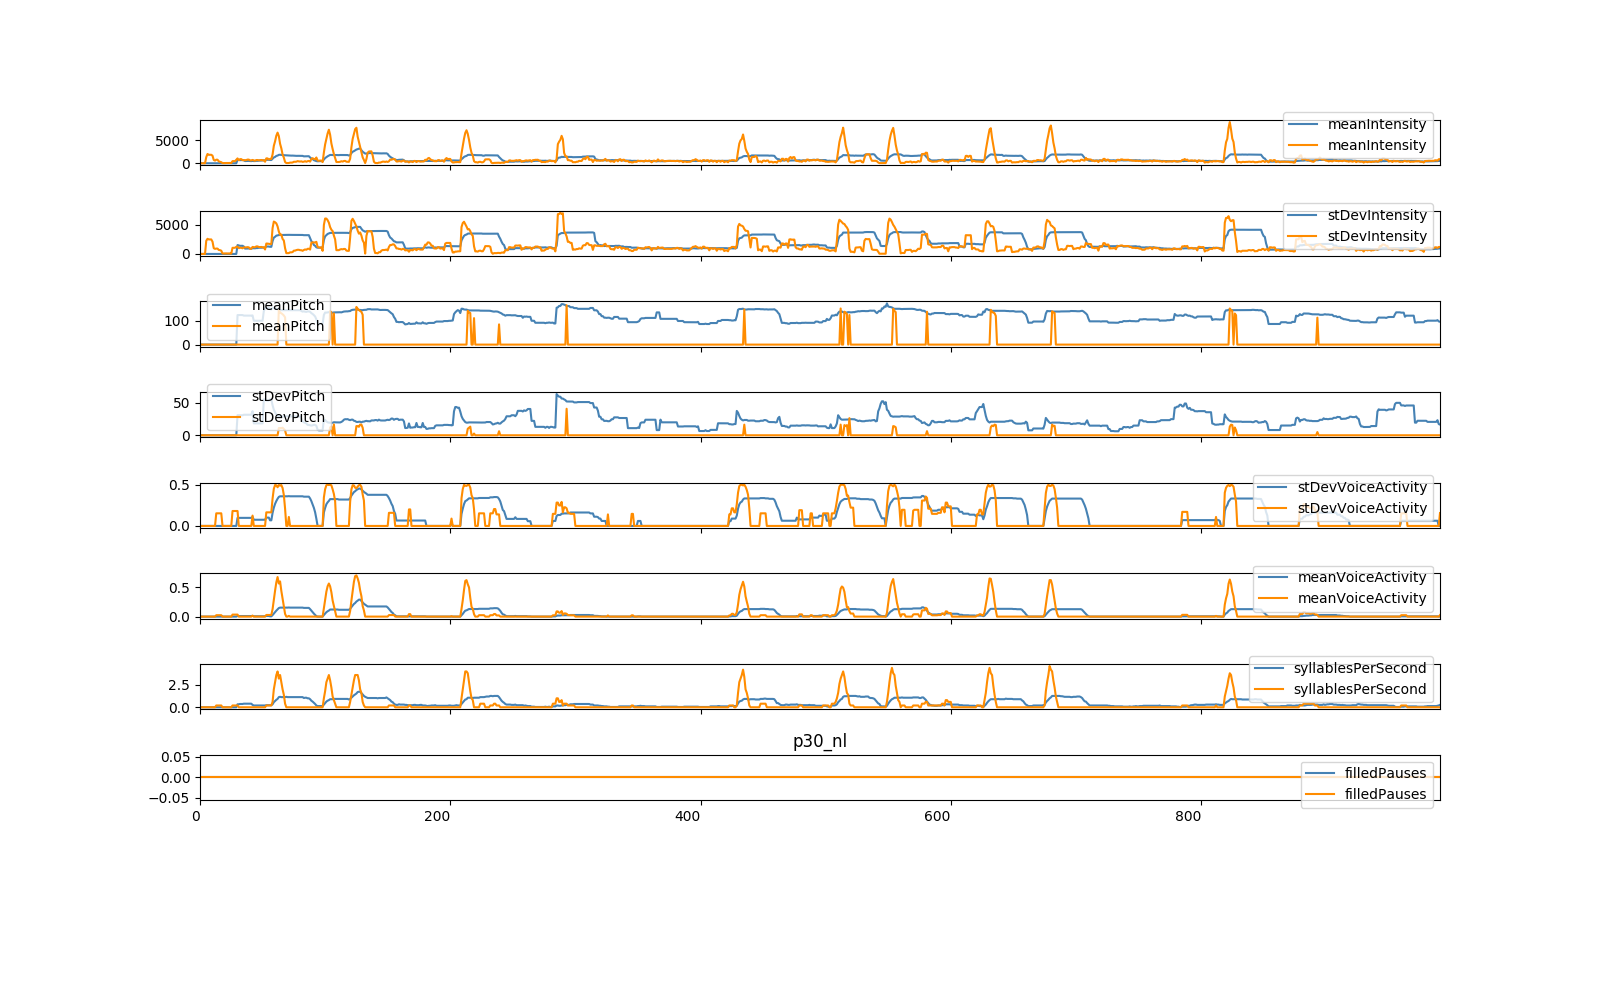 meanIntensity
meanIntensity
5000
0
stDevIntensity
stDevIntensity
5000
0
meanPitch
meanPitch
100
0
stDevPitch
stDevPitch
50
0
stDevVoiceActivity
stDevVoiceActivity
0.5
0.0
meanVoiceActivity
meanVoiceActivity
0.5
0.0
syllablesPerSecond
syllablesPerSecond
2.5
0.0
p30_nl
filledPauses
filledPauses
0.05
0.00
−0.05
0 200 400 600 800